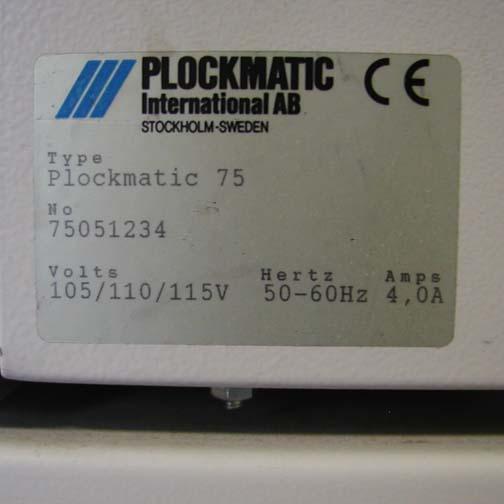 PLOCKMATIC CE
International AB
STOCKHOLM-SWEDEN
Type
Plockmatic 75
No
75051234
Volts Hertz Amps
105/110/115V 50-60Hz 4,0A